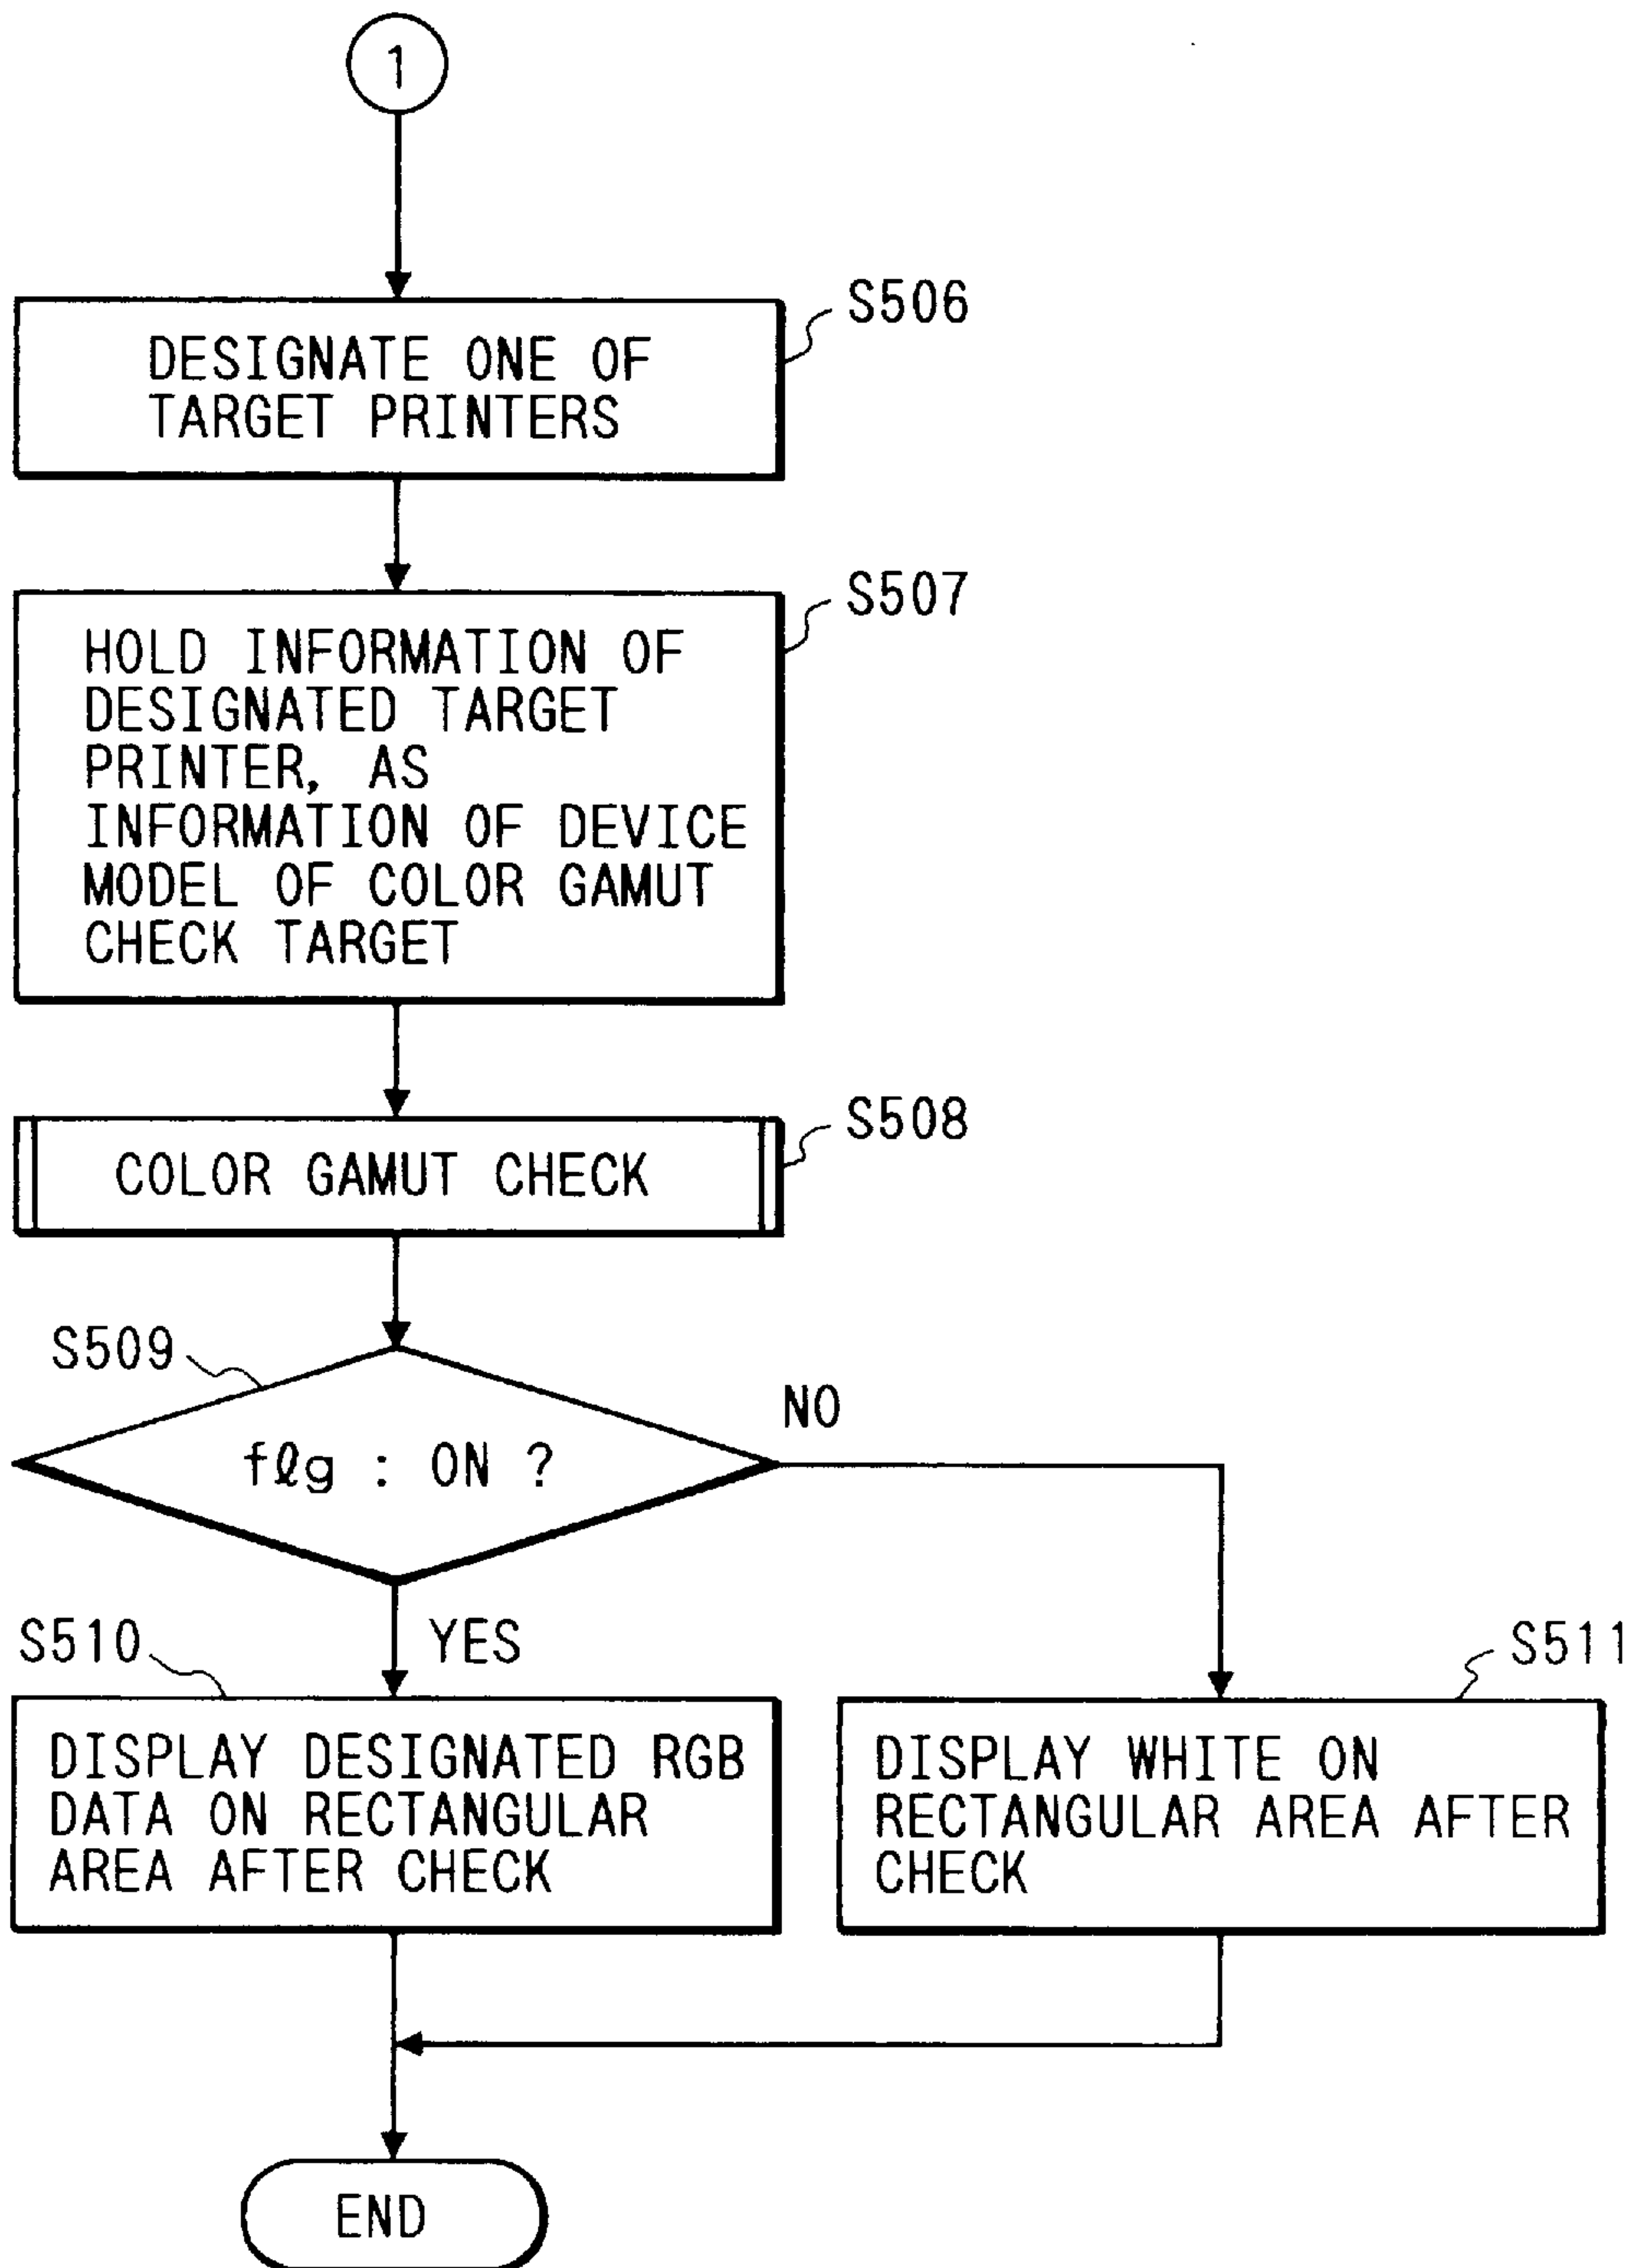 1
S506
DESIGNATE ONE OF
TARGET PRINTERS
S507
HOLD INFORMATION OF
DESIGNATED TARGET
PRINTER, AS
INFORMATION OF DEVICE
MODEL OF COLOR GAMUT
CHECK TARGET
S508
COLOR GAMUT CHECK
S509
NO
fℓg : ON ?
YES
S510
DISPLAY DESIGNATED RGB
DATA ON RECTANGULAR
AREA AFTER CHECK
S511
DISPLAY WHITE ON
RECTANGULAR AREA AFTER
CHECK
END